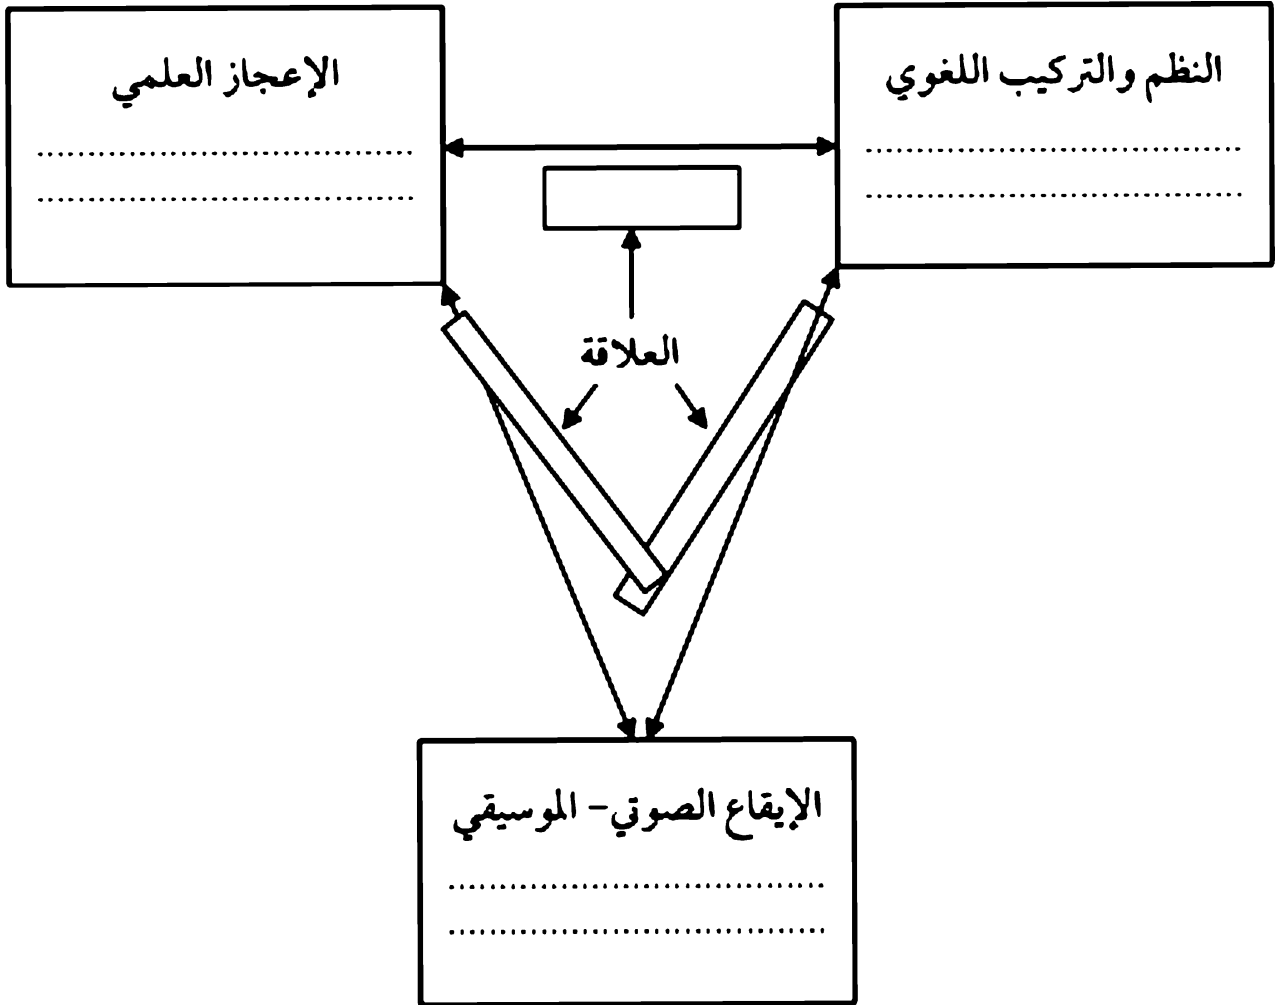 النظم والتركيب اللغوي
الإعجاز العلمي
العلاقة
الإيقاع الصوتي- الموسيقي